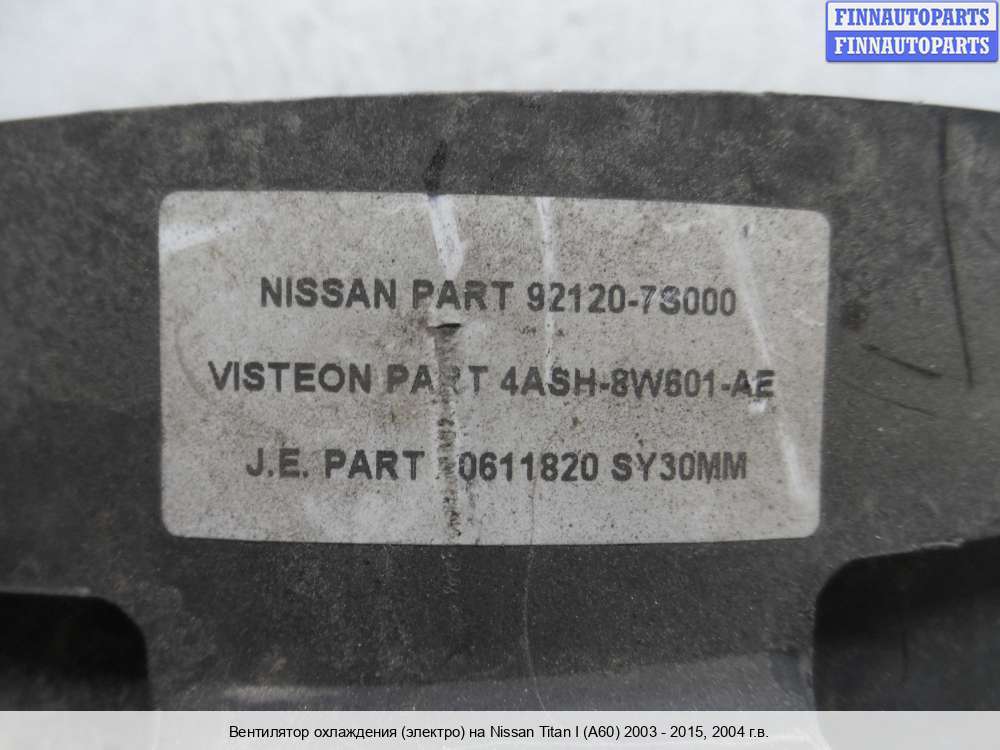 FINNAUTOPARTS
FINNAUTOPARTS
NISSAN PART 92120-7S000
VISTEON PART 4ASH-8W601-AE
J.E. PART 0611820 SY30MM
Вентилятор охлаждения (электро) на Nissan Titan I (A60) 2003 - 2015, 2004 г.в.